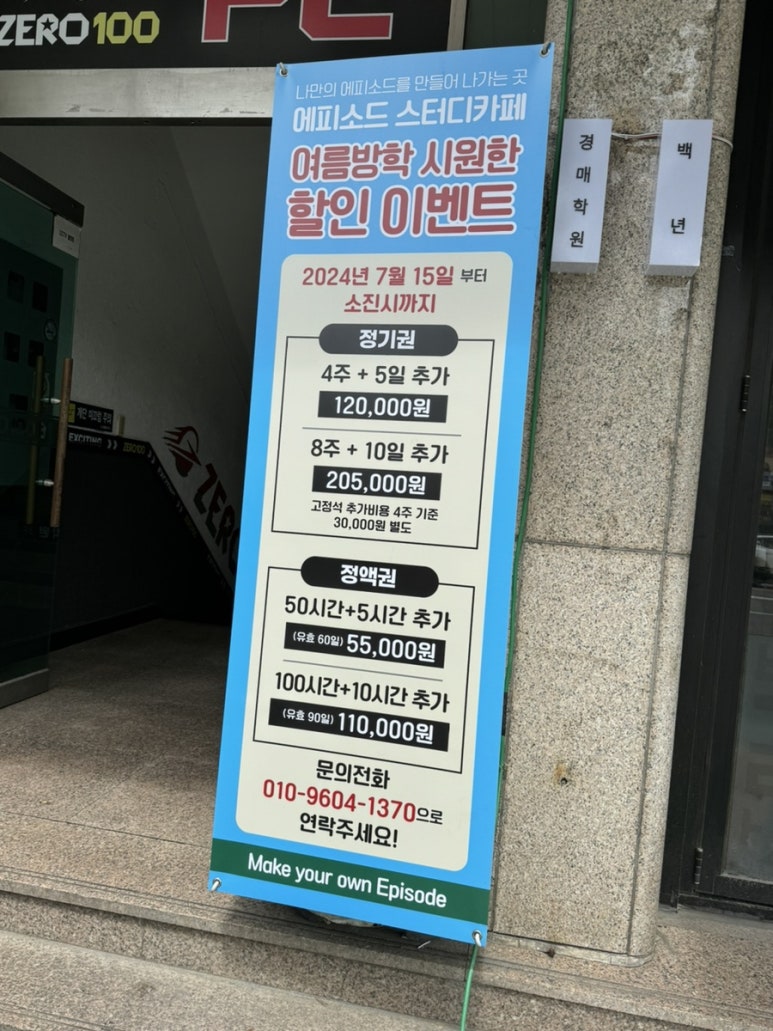 ZERO100
PC
나만의 에피소드를 만들어 나가는 곳
에피소드 스터디카페
여름방학 시원한
할인 이벤트
2024년 7월 15일 부터
소진시까지
정기권
4주 + 5일 추가
120,000원
8주 + 10일 추가
205,000원
고정석 추가비용 4주 기준
30,000원 별도
정액권
50시간+5시간 추가
(유효 60일) 55,000원
100시간+10시간 추가
(유효 90일) 110,000원
문의전화
010-9604-1370으로
연락주세요!
Make your own Episode
경매학원
백년
EXCITING
ZERO100
ZERO